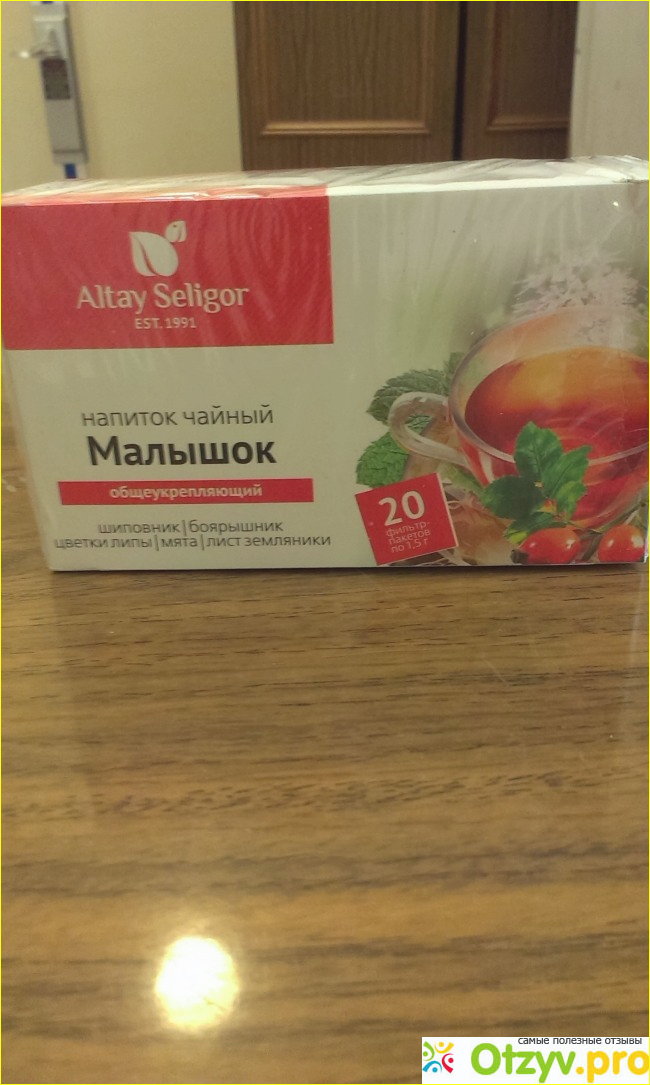 Altay Seligor
EST. 1991
напиток чайный
Малышок
общеукрепляющий
шиповник|боярышник
цветки липы|мята|лист земляники
20
фильтр-
пакетов
по 1,5 г
самые полезные отзывы
Otzyv.pro